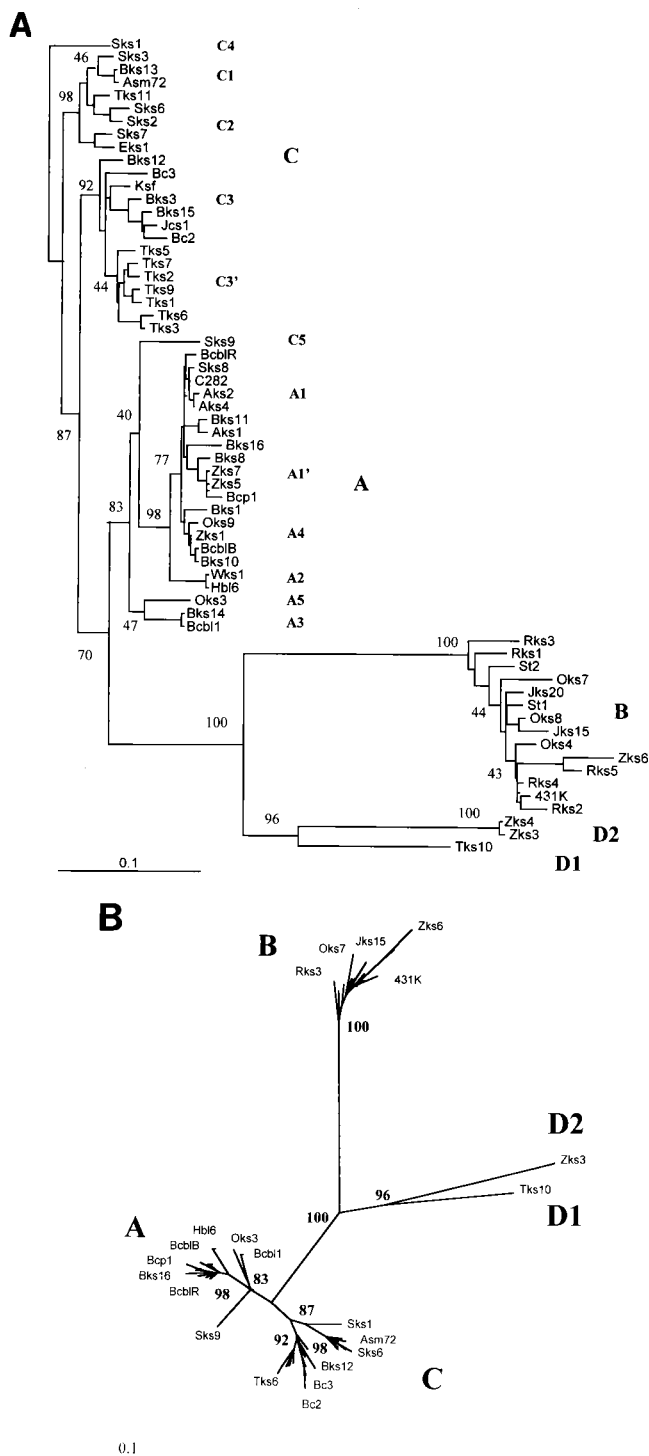 A
Sks1 C4
46 Sks3
Bks13 C1
Asm72
98 Tks11
Sks6
Sks2 C2
Sks7
Eks1
C
Bks12
92 Bc3
Ksf
Bks3 C3
Bks15
Jcs1
Bc2
Tks5
Tks7
Tks2 C3'
44 Tks9
Tks1
Tks6
Tks3
Sks9 C5
BcblR
Sks8
C282
Aks2 A1
Aks4
40
Bks11
87 Aks1
Bks16
77 Bks8
Zks7 A1'
Zks5
A
Bcp1
83 98 Bks1
Oks9
Zks1 A4
BcblB
Bks10
Wks1 A2
Hbl6
Oks3 A5
Bks14
47 Bcbl1 A3
100 Rks3
70 Rks1
St2
Oks7
Jks20
44 St1 B
Oks8
100 Jks15
Oks4
Zks6
43 Rks5
Rks4
431K
Rks2
96 100 Zks4
Zks3 D2
Tks10
D1
0.1
B
B
Zks6
Jks15
Oks7
Rks3 431K
100
D2
Zks3
96 Tks10
100 D1
A
Hbl6
BcblB Oks3
Bcp1 Bcbl1
Bks16 83
BcblR 98
87
Sks9 Sks1
92 98 Asm72
Sks6
Bks12
Tks6 Bc3
C
Bc2
0.1